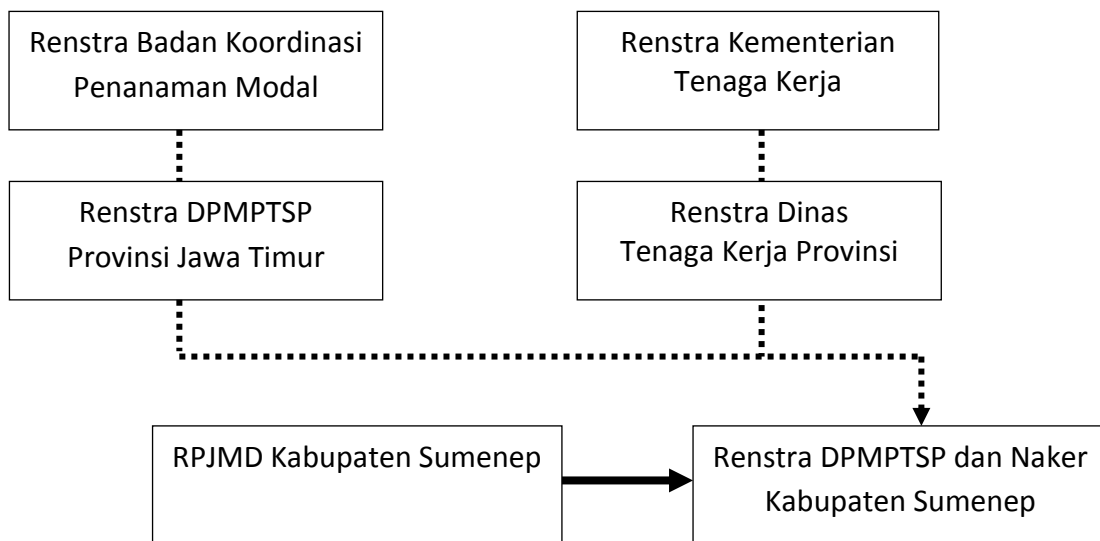 Renstra Badan Koordinasi
Penanaman Modal
Renstra Kementerian
Tenaga Kerja
Renstra DPMPTSP
Provinsi Jawa Timur
Renstra Dinas
Tenaga Kerja Provinsi
RPJMD Kabupaten Sumenep
Renstra DPMPTSP dan Naker
Kabupaten Sumenep